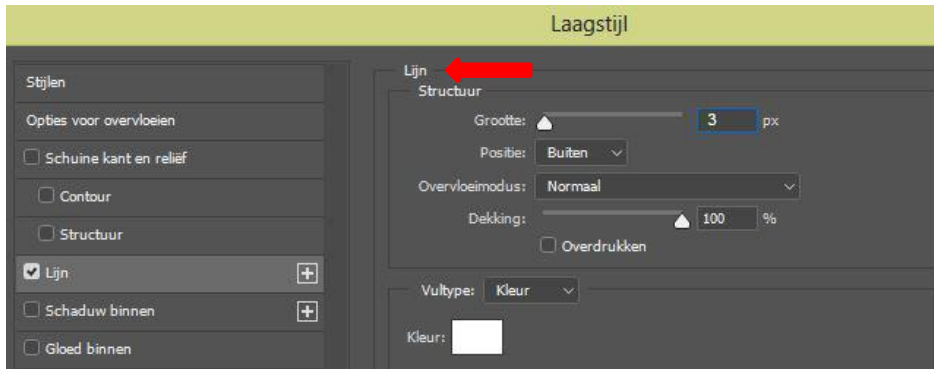 Laagstijl
Stijlen
Opties voor overvloeien
Schuine kant en reliëf
Contour
Structuur
Lijn
Schaduw binnen
Gloed binnen
Lijn
Structuur
Grootte: 3 px
Positie: Buiten
Overvloeimodus: Normaal
Dekking: 100 %
Overdrukken
Vultype: Kleur
Kleur: